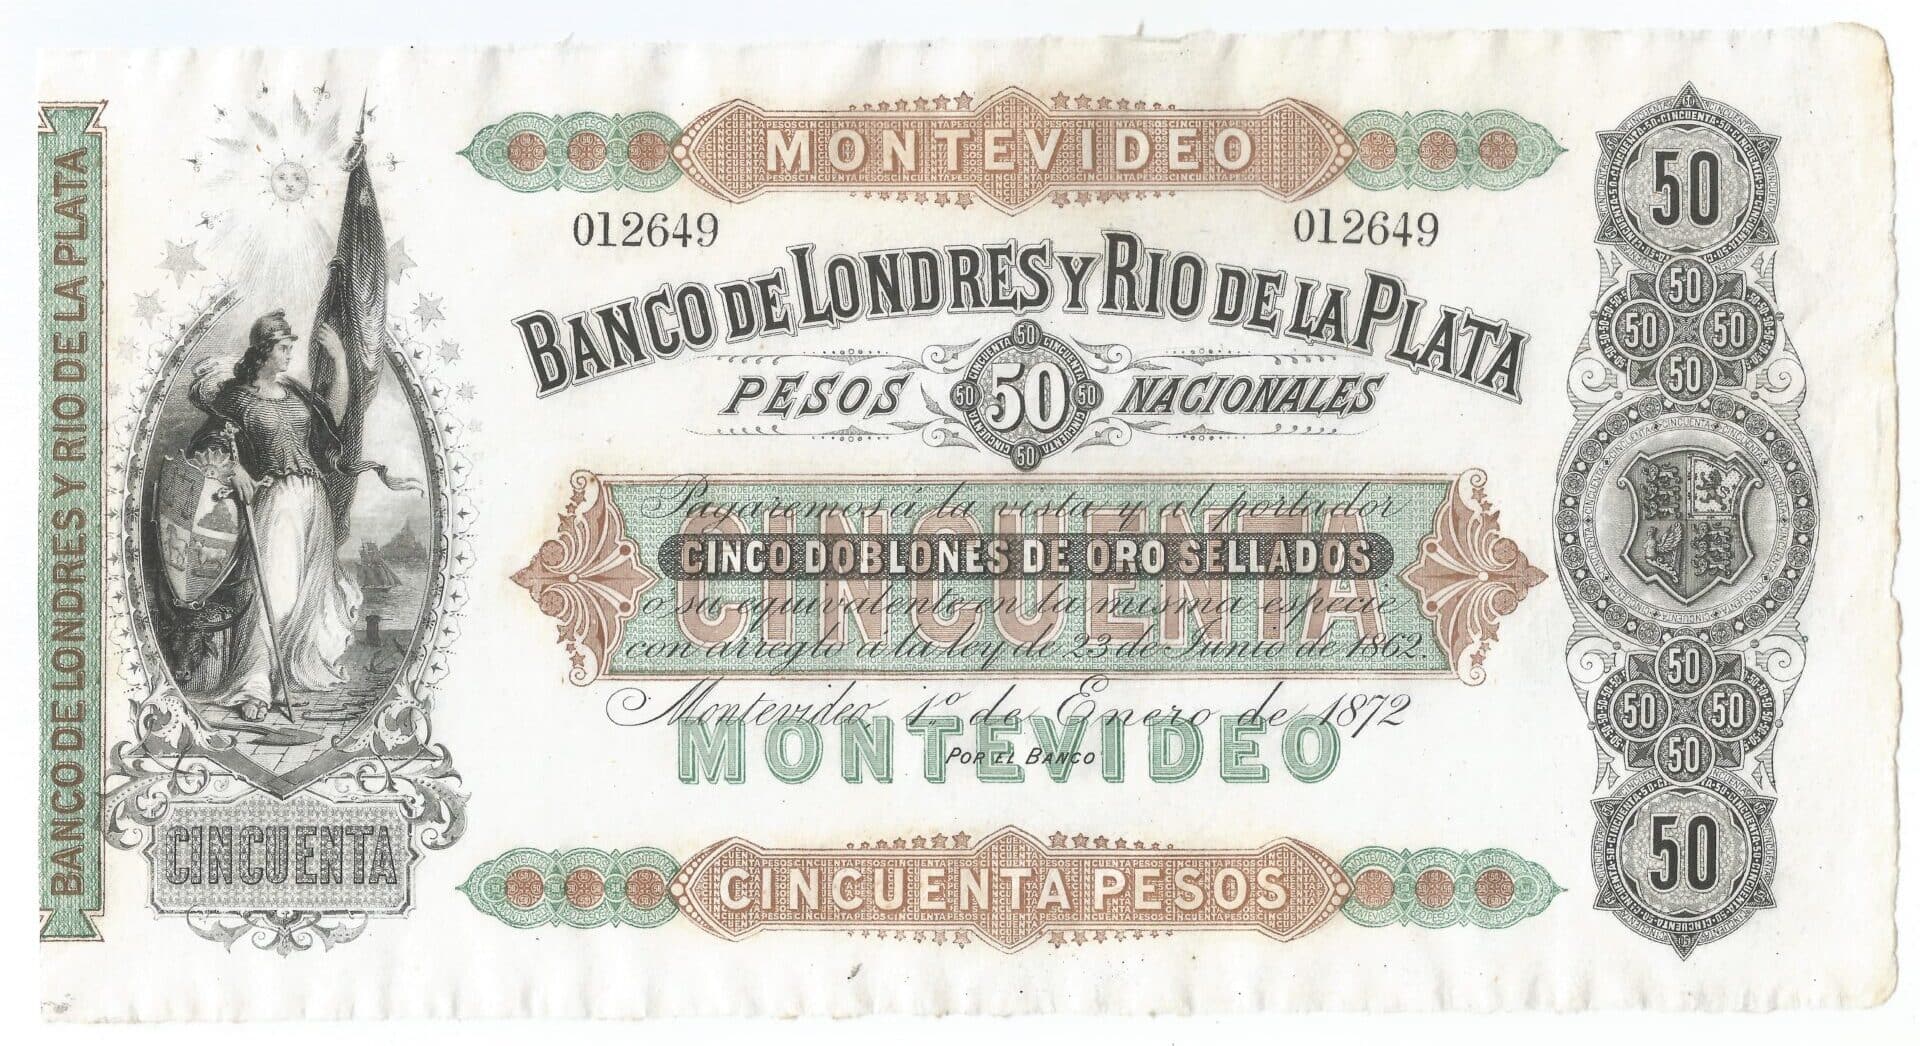 BANCO DE LONDRES Y RIO DE LA PLATA
MONTEVIDEO
012649 012649
BANCO DE LONDRES Y RIO DE LA PLATA
PESOS 50 NACIONALES
CINCUENTA
Pagaremos á la vista y al portador
CINCO DOBLONES DE ORO SELLADOS
o su equivalente en la misma especie
con arreglo á la ley de 23 de Junio de 1862.
Montevideo 1.º de Enero de 1872
MONTEVIDEO
POR EL BANCO
CINCUENTA
CINCUENTA PESOS
50
50
50 50
50
50
50 50
50
50